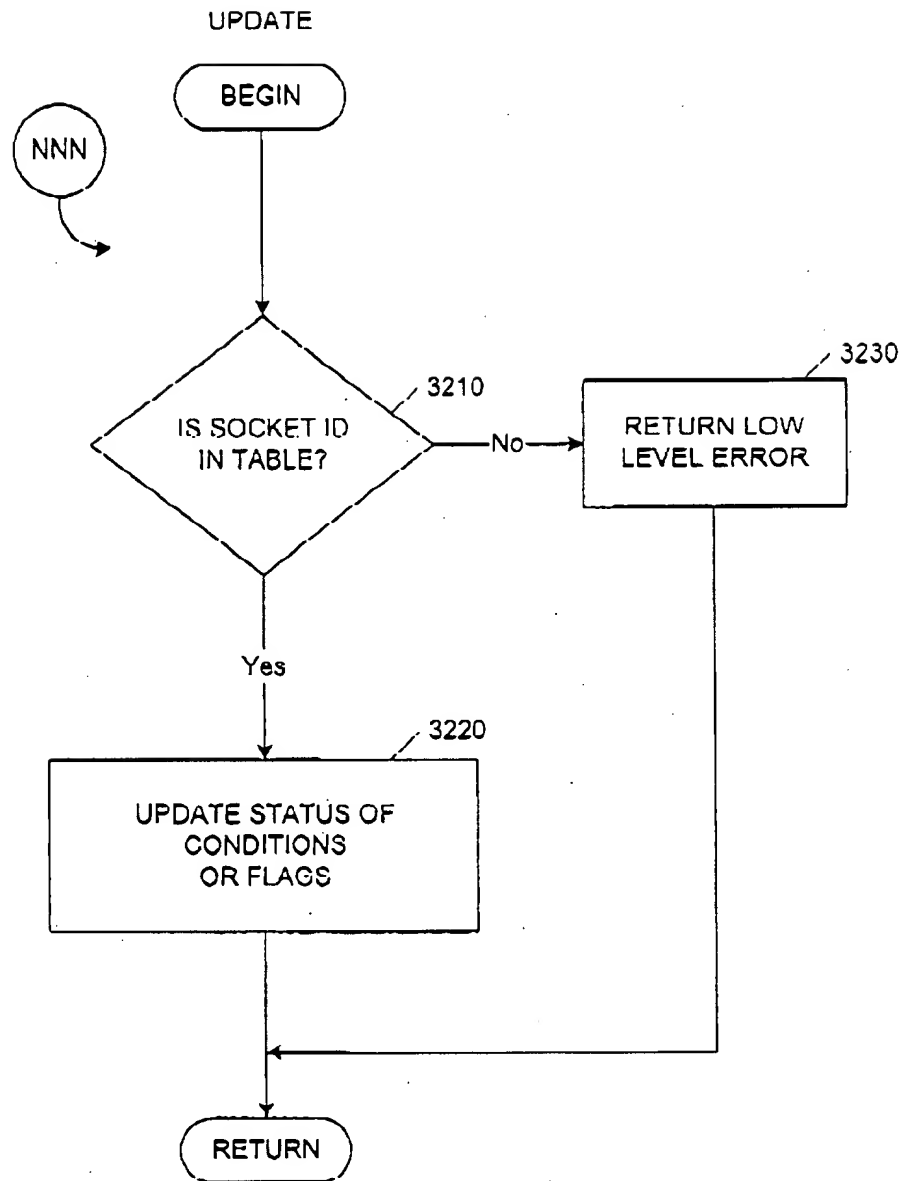 UPDATE
BEGIN
NNN
3210
IS SOCKET ID
IN TABLE?
No
3230
RETURN LOW
LEVEL ERROR
Yes
3220
UPDATE STATUS OF
CONDITIONS
OR FLAGS
RETURN